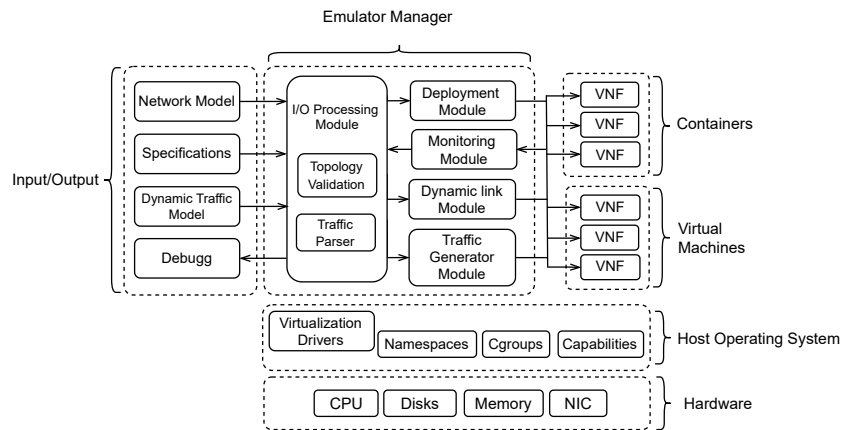 Emulator Manager
Input/Output
Network Model
Specifications
Dynamic Traffic
Model
Debugg
I/O Processing
Module
Topology
Validation
Traffic
Parser
Deployment
Module
Monitoring
Module
Dynamic link
Module
Traffic
Generator
Module
VNF
VNF
VNF
Containers
VNF
VNF
VNF
Virtual
Machines
Virtualization
Drivers
Namespaces
Cgroups
Capabilities
Host Operating System
CPU
Disks
Memory
NIC
Hardware